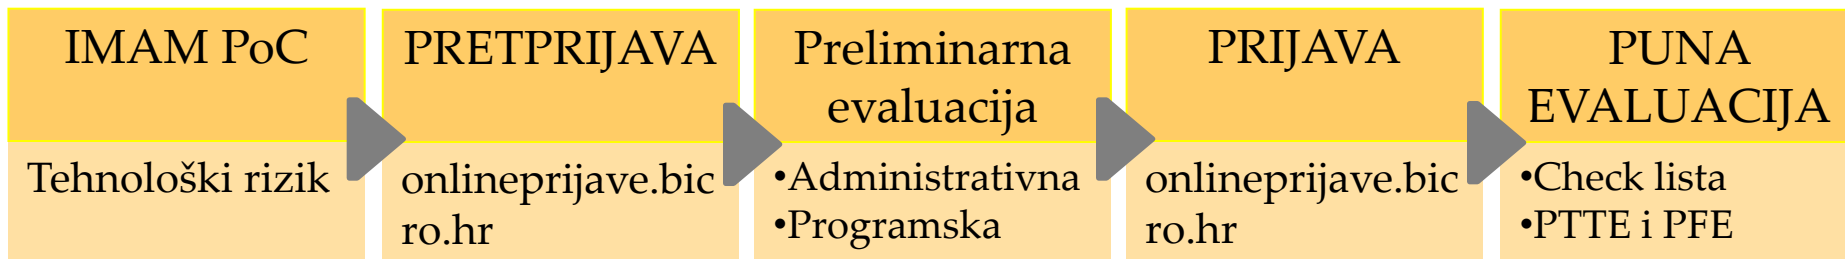 IMAM PoC
Tehnološki rizik
PRETPRIJAVA
onlineprijave.bic
ro.hr
Preliminarna
evaluacija
•Administrativna
•Programska
PRIJAVA
onlineprijave.bic
ro.hr
PUNA
EVALUACIJA
•Check lista
•PTTE i PFE